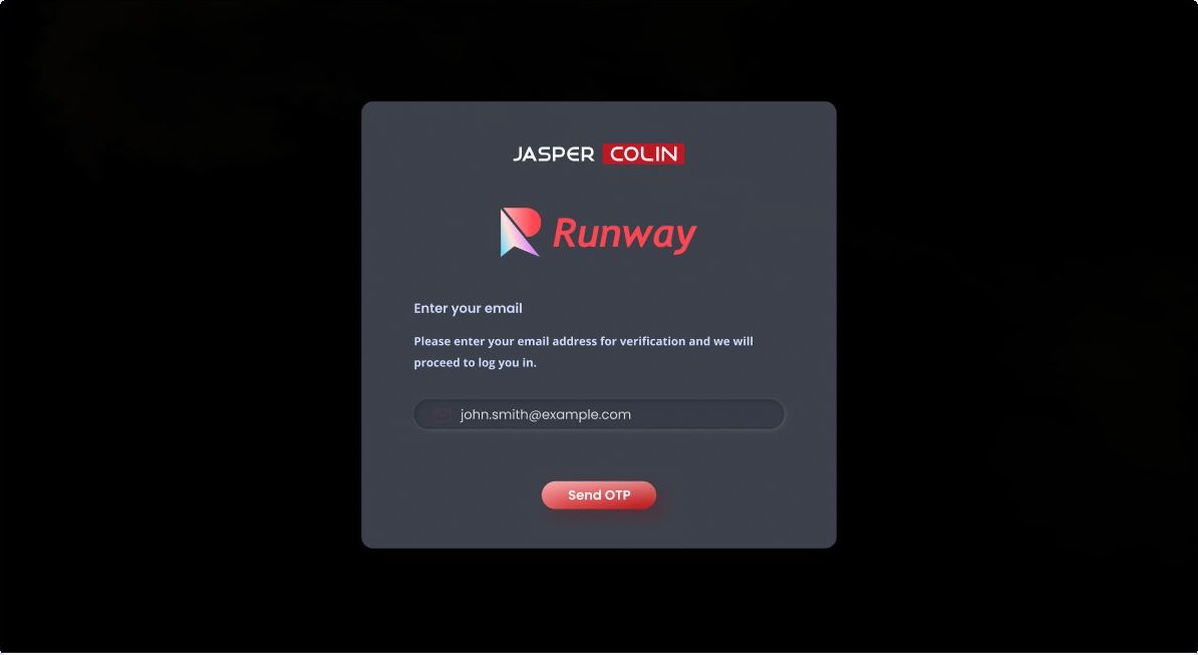 JASPER COLIN
Runway
Enter your email
Please enter your email address for verification and we will
proceed to log you in.
john.smith@example.com
Send OTP